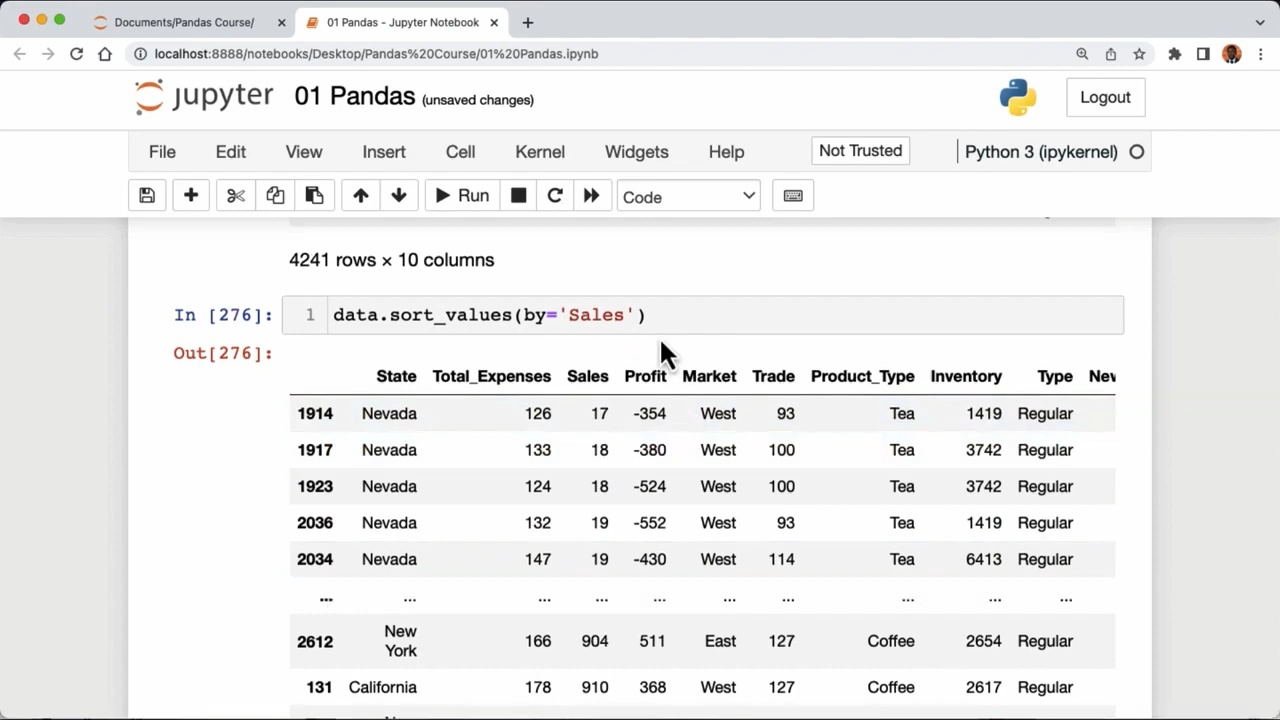 Documents/Pandas Course/
01 Pandas - Jupyter Notebook
localhost:8888/notebooks/Desktop/Pandas%20Course/01%20Pandas.ipynb
jupyter 01 Pandas (unsaved changes)
Logout
File Edit View Insert Cell Kernel Widgets Help Not Trusted Python 3 (ipykernel)
Run Code
4241 rows × 10 columns
In [276]: 1 data.sort_values(by='Sales')
Out[276]:
State Total_Expenses Sales Profit Market Trade Product_Type Inventory Type
1914 Nevada 126 17 -354 West 93 Tea 1419 Regular
1917 Nevada 133 18 -380 West 100 Tea 3742 Regular
1923 Nevada 124 18 -524 West 100 Tea 3742 Regular
2036 Nevada 132 19 -552 West 93 Tea 1419 Regular
2034 Nevada 147 19 -430 West 114 Tea 6413 Regular
... ... ... ... ... ... ... ... ... ...
2612 New York 166 904 511 East 127 Coffee 2654 Regular
131 California 178 910 368 West 127 Coffee 2617 Regular